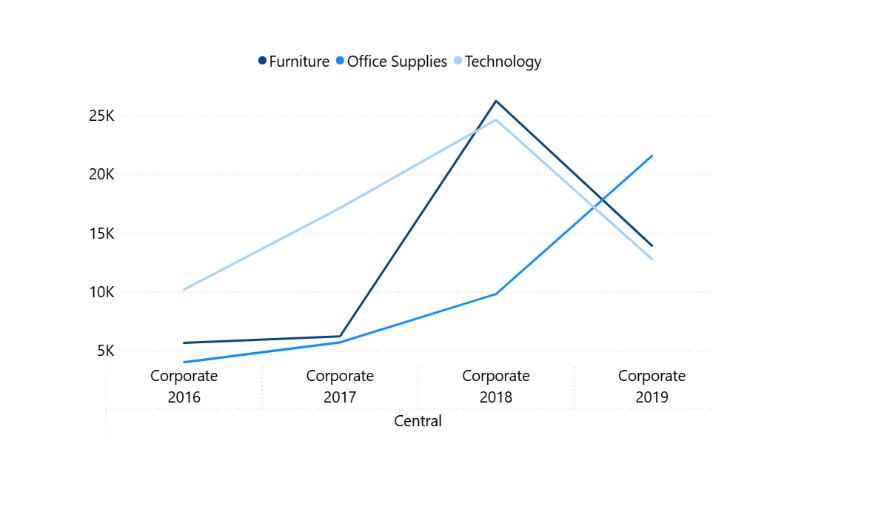 Furniture Office Supplies Technology
25K
20K
15K
10K
5K
Corporate Corporate Corporate Corporate
2016 2017 2018 2019
Central